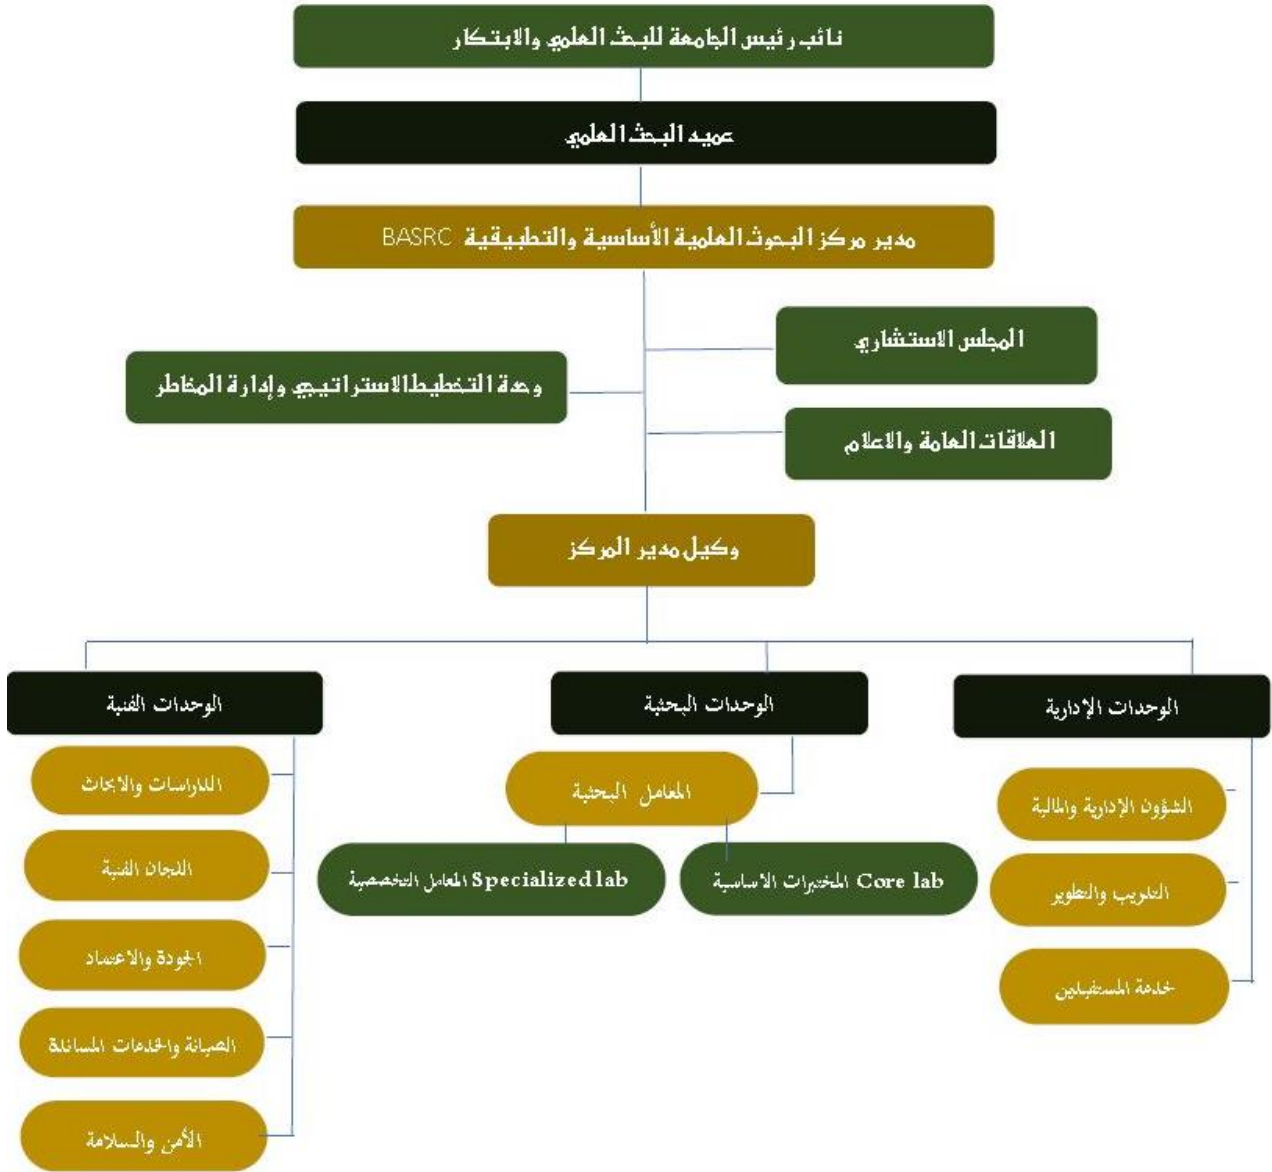 نائب رئيس الجامعة للبحث العلمي والابتكار
عميد البحث العلمي
مدير مركز البحوث العلمية الأساسية والتطبيقية BASRC
المجلس الاستشاري
وحدة التخطيط الاستراتيجي وإدارة المخاطر
العلاقات العامة والاعلام
وكيل مدير المركز
الوحدات الإدارية
الوحدات البحثية
الوحدات الفنية
الشؤون الإدارية والمالية
التدريب والتطوير
خدمة المستفيدين
المعامل البحثية
المختبرات الاساسية Core lab
المعامل التخصصية Specialized lab
الدراسات والابحاث
اللجان الفنية
الجودة والاعتماد
الصيانة والخدمات المساندة
الأمن والسلامة